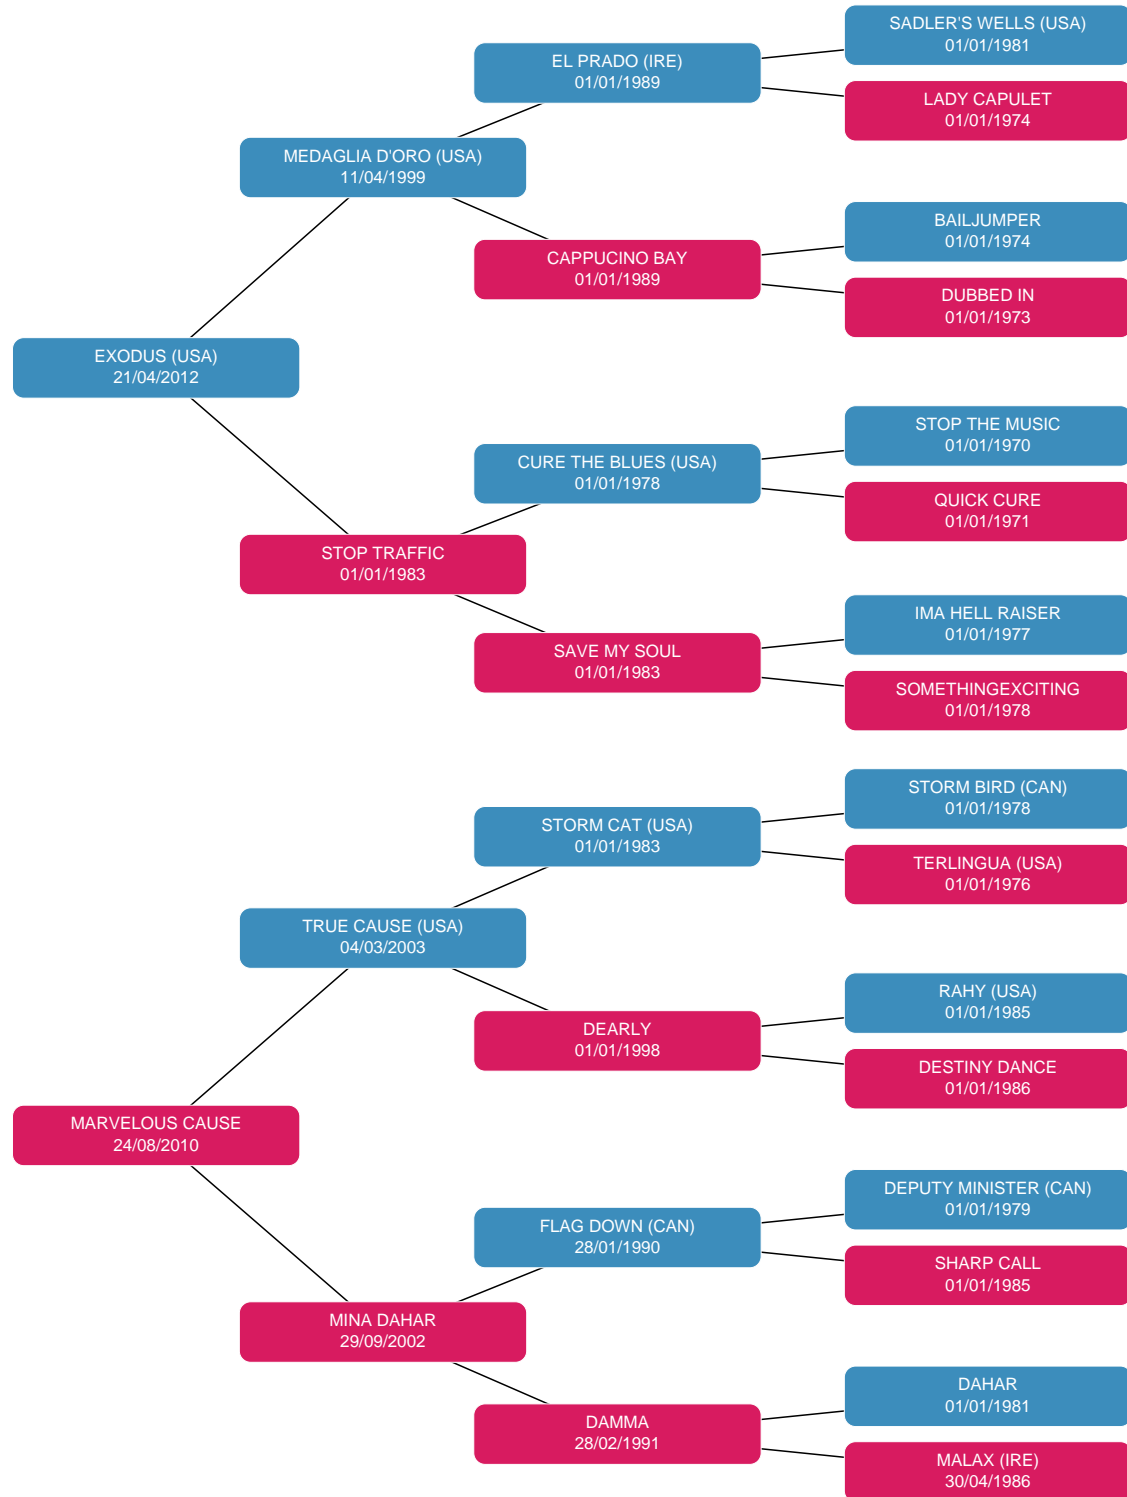 SADLER'S WELLS (USA)
01/01/1981
EL PRADO (IRE)
01/01/1989
LADY CAPULET
01/01/1974
MEDAGLIA D'ORO (USA)
11/04/1999
BAILJUMPER
01/01/1974
CAPPUCINO BAY
01/01/1989
DUBBED IN
01/01/1973
EXODUS (USA)
21/04/2012
STOP THE MUSIC
01/01/1970
CURE THE BLUES (USA)
01/01/1978
QUICK CURE
01/01/1971
STOP TRAFFIC
01/01/1983
IMA HELL RAISER
01/01/1977
SAVE MY SOUL
01/01/1983
SOMETHINGEXCITING
01/01/1978
STORM BIRD (CAN)
01/01/1978
STORM CAT (USA)
01/01/1983
TERLINGUA (USA)
01/01/1976
TRUE CAUSE (USA)
04/03/2003
RAHY (USA)
01/01/1985
DEARLY
01/01/1998
DESTINY DANCE
01/01/1986
MARVELOUS CAUSE
24/08/2010
DEPUTY MINISTER (CAN)
01/01/1979
FLAG DOWN (CAN)
28/01/1990
SHARP CALL
01/01/1985
MINA DAHAR
29/09/2002
DAHAR
01/01/1981
DAMMA
28/02/1991
MALAX (IRE)
30/04/1986